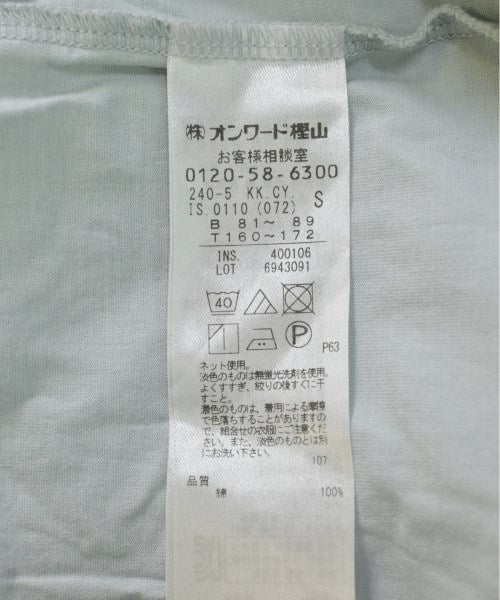 ㈱オンワード樫山
お客様相談室
0120-58-6300
240-5 KK.CY. S
IS.0110 (072)
B 81～ 89
T160～172
INS. 400106
LOT 6943091
40
P
P63
ネット使用。
淡色のものは無蛍光洗剤を使用。
よくすすぎ、絞りの後すぐに干
すこと。
濃色のものは、着用による摩擦
で色落ちすることがありますの
で、組合せの衣服にご注意くだ
さい。また、淡色のものとは別
にお洗い下さい。
107
品質
綿 100%